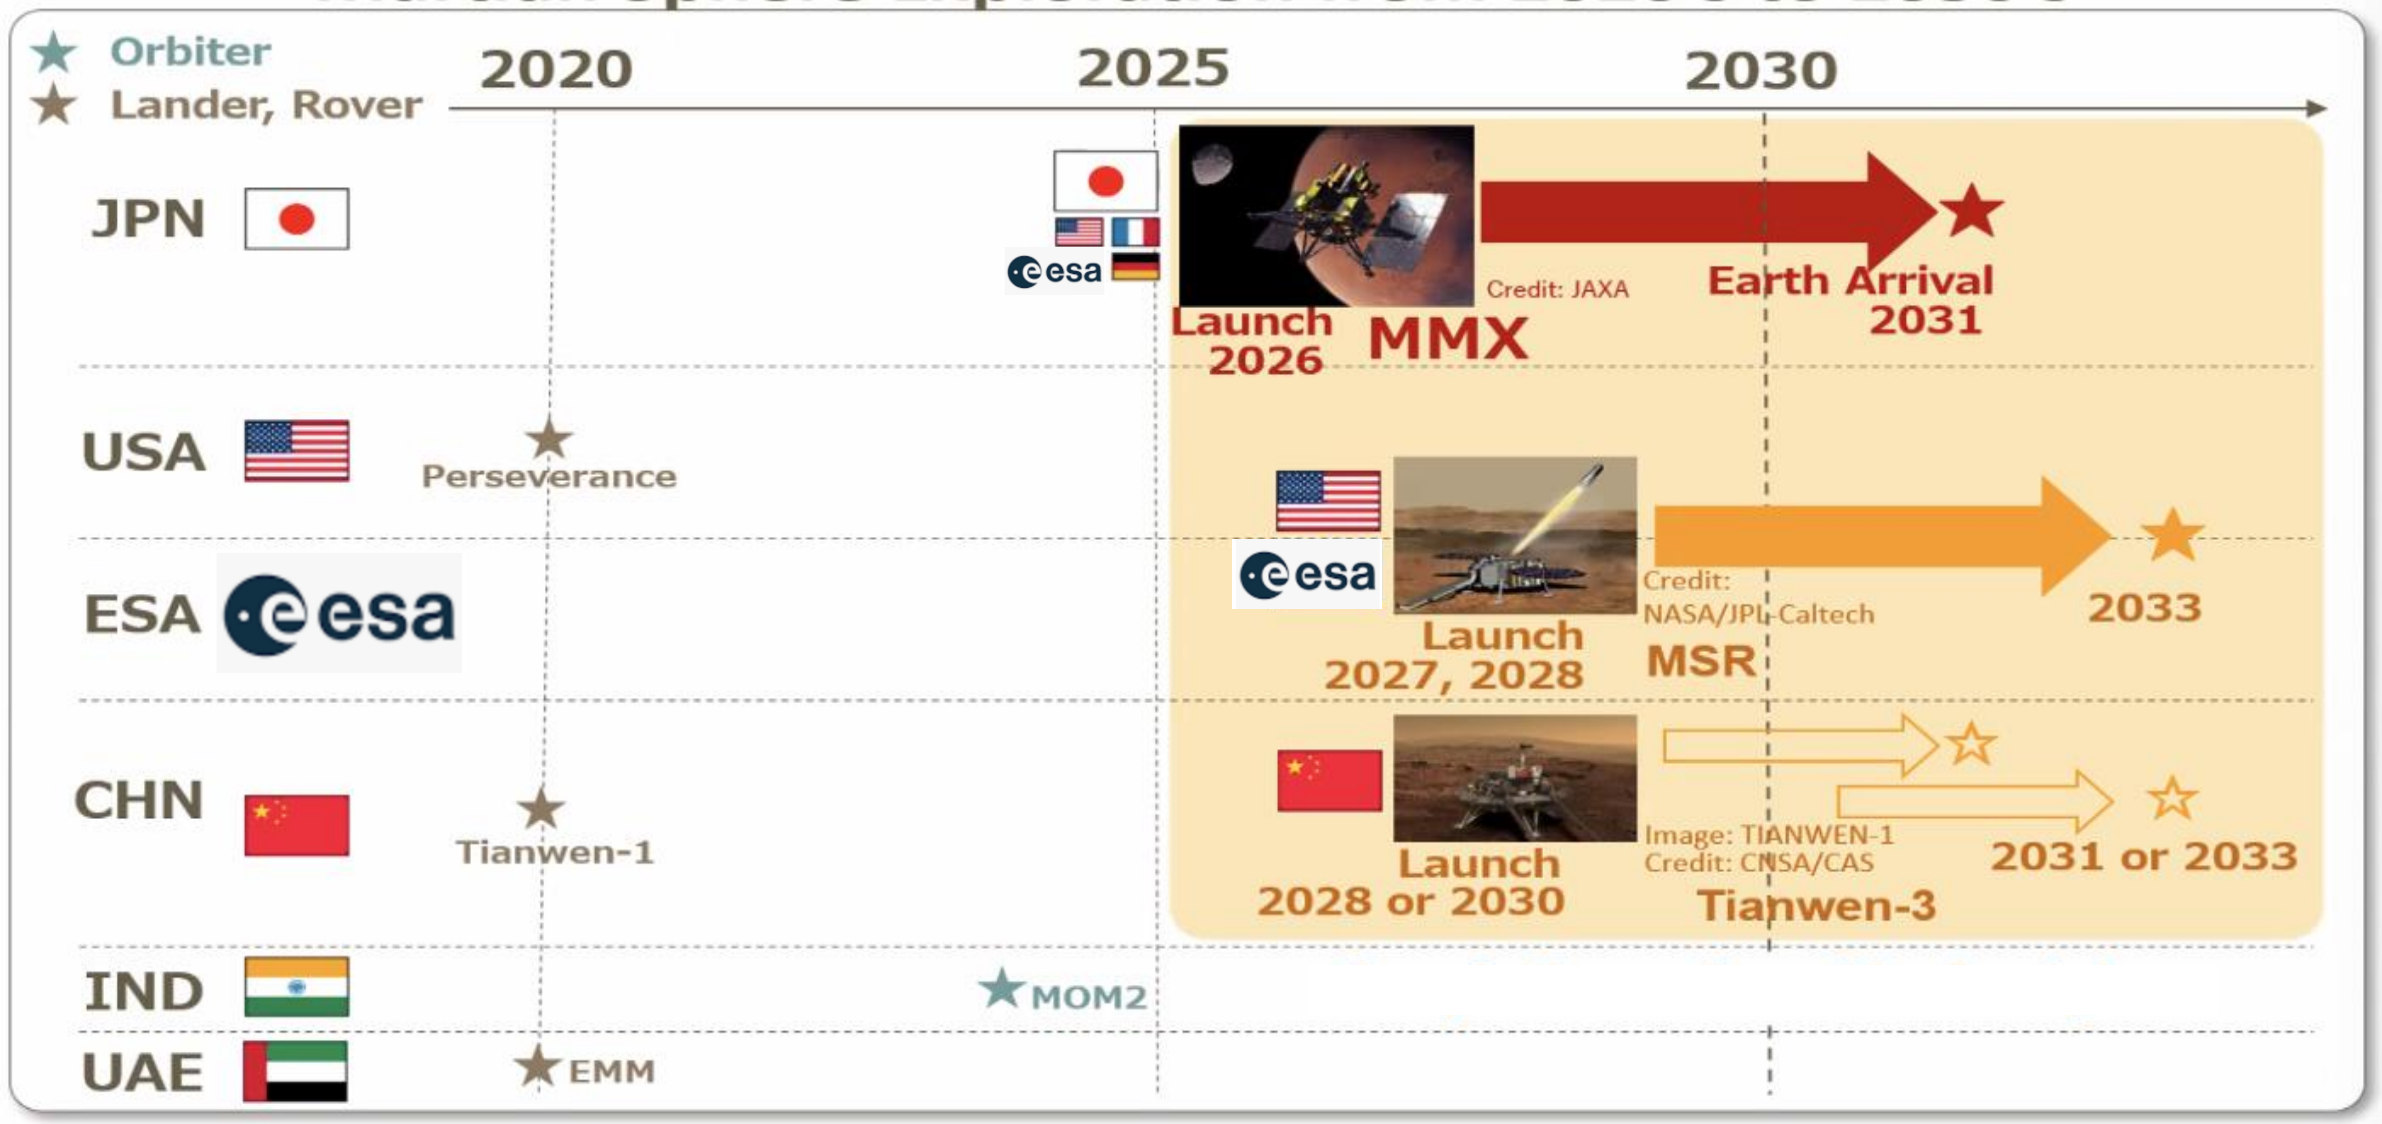 Orbiter
Lander, Rover
2020
2025
2030
JPN
esa
Credit: JAXA
Launch
2026
MMX
Earth Arrival
2031
USA
Perseverance
ESA
esa
esa
Credit:
NASA/JPL-Caltech
Launch
2027, 2028
MSR
2033
CHN
Tianwen-1
Launch
2028 or 2030
Image: TIANWEN-1
Credit: CNSA/CAS
Tianwen-3
2031 or 2033
IND
MOM2
UAE
EMM